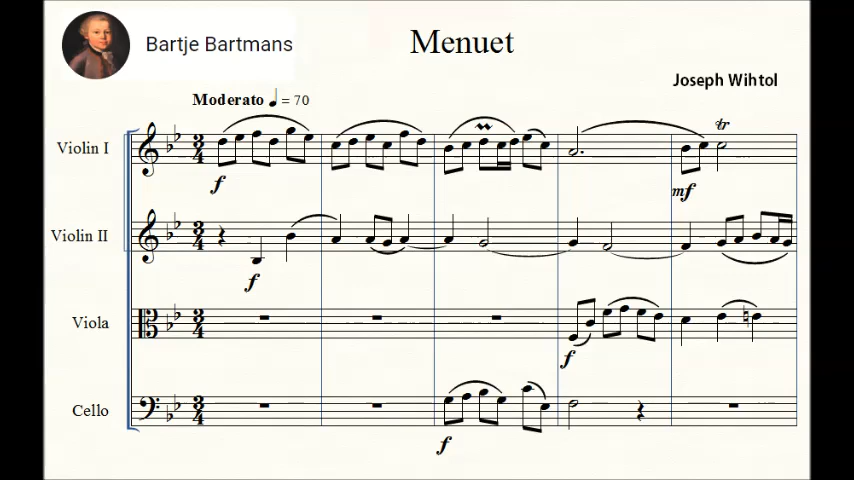 Bartje Bartmans
Menuet
Joseph Wihtol
Moderato ♩ = 70
Violin I
f
tr
mf
Violin II
f
Viola
f
Cello
f